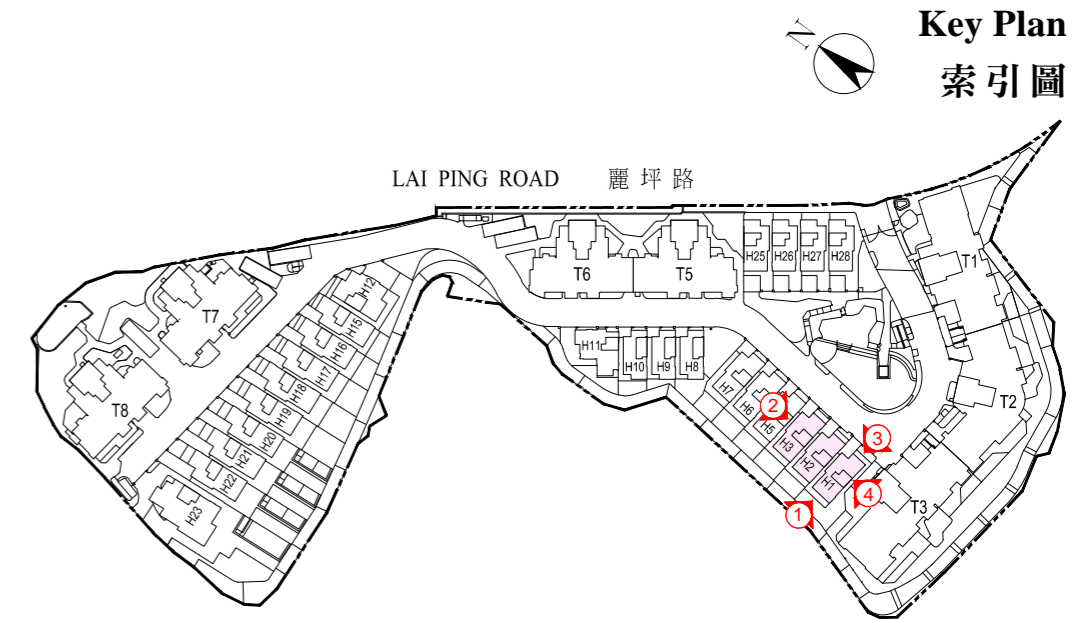 N
Key Plan
索引圖
LAI PING ROAD 麗坪路
T1
T2
T3
T5
T6
T7
T8
H25
H26
H27
H28
H12
H15
H16
H17
H18
H19
H20
H21
H22
H23
H11
H10
H9
H8
H7
H6
H5
H3
H2
H1
1
2
3
4